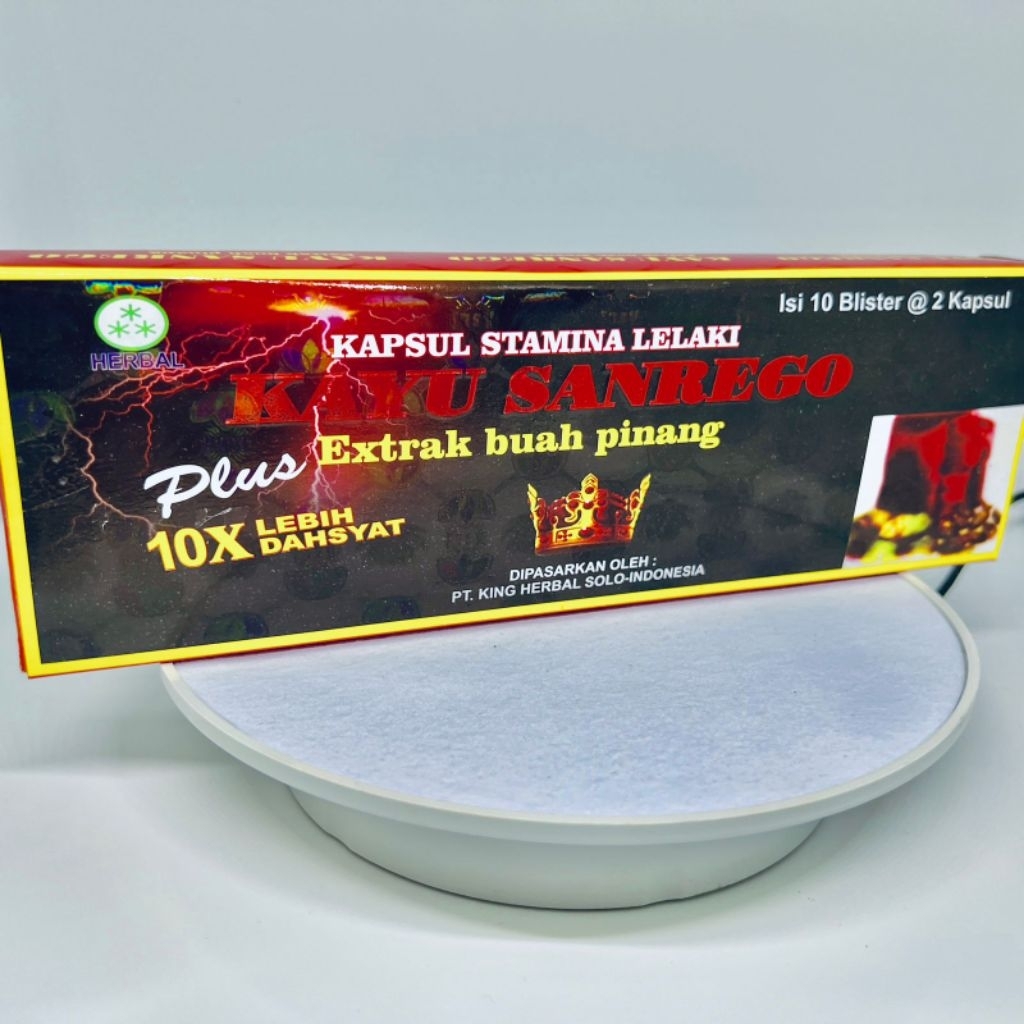 Isi 10 Blister @ 2 Kapsul
HERBAL
KAPSUL STAMINA LELAKI
KAYU SANREGO
Plus Extrak buah pinang
10X LEBIH
DAHSYAT
DIPASARKAN OLEH :
PT. KING HERBAL SOLO-INDONESIA